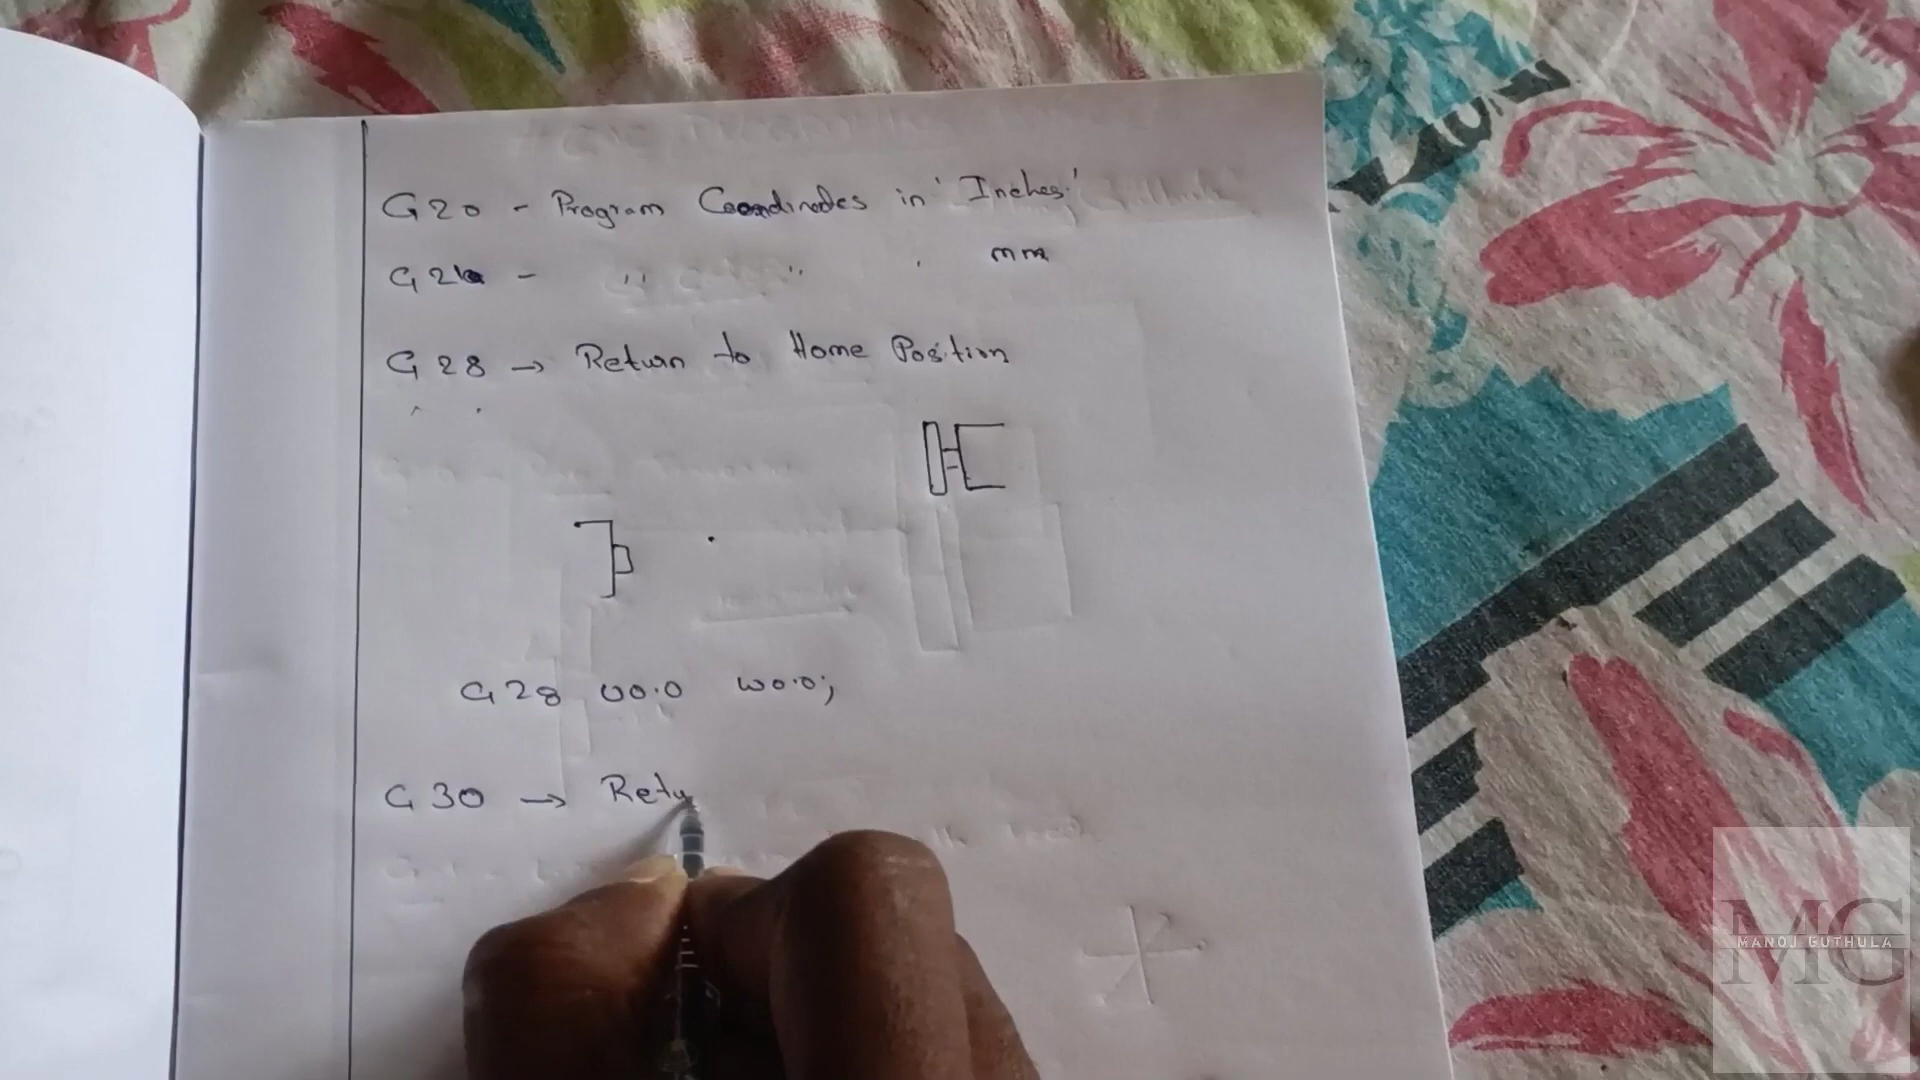 G20 - Program Coordinates in 'Inches'
G21 - " " mm
G28 → Return to Home Position
G28 U0.0 W0.0;
G30 → Retu
MG
MANOJ GUTHULA